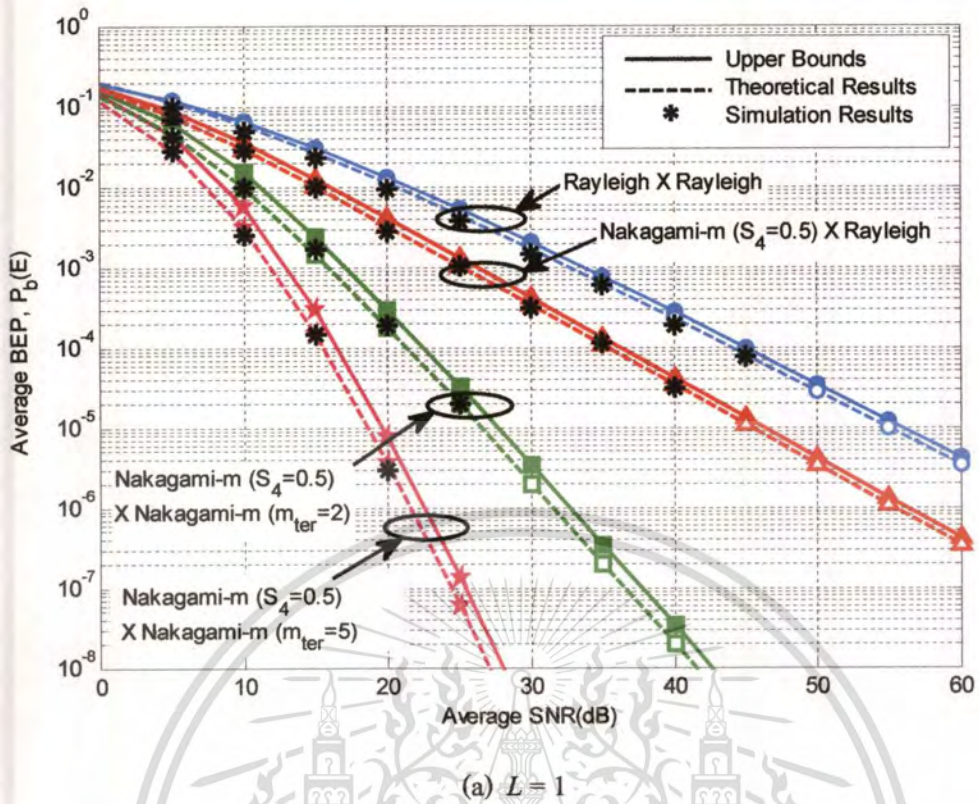 10^0
10^-1
10^-2
10^-3
10^-4
10^-5
10^-6
10^-7
10^-8
Average BEP, P_b(E)
Upper Bounds
Theoretical Results
Simulation Results
Rayleigh X Rayleigh
Nakagami-m (S_4=0.5) X Rayleigh
Nakagami-m (S_4=0.5)
X Nakagami-m (m_ter=2)
Nakagami-m (S_4=0.5)
X Nakagami-m (m_ter=5)
0 10 20 30 40 50 60
Average SNR(dB)
(a) L = 1